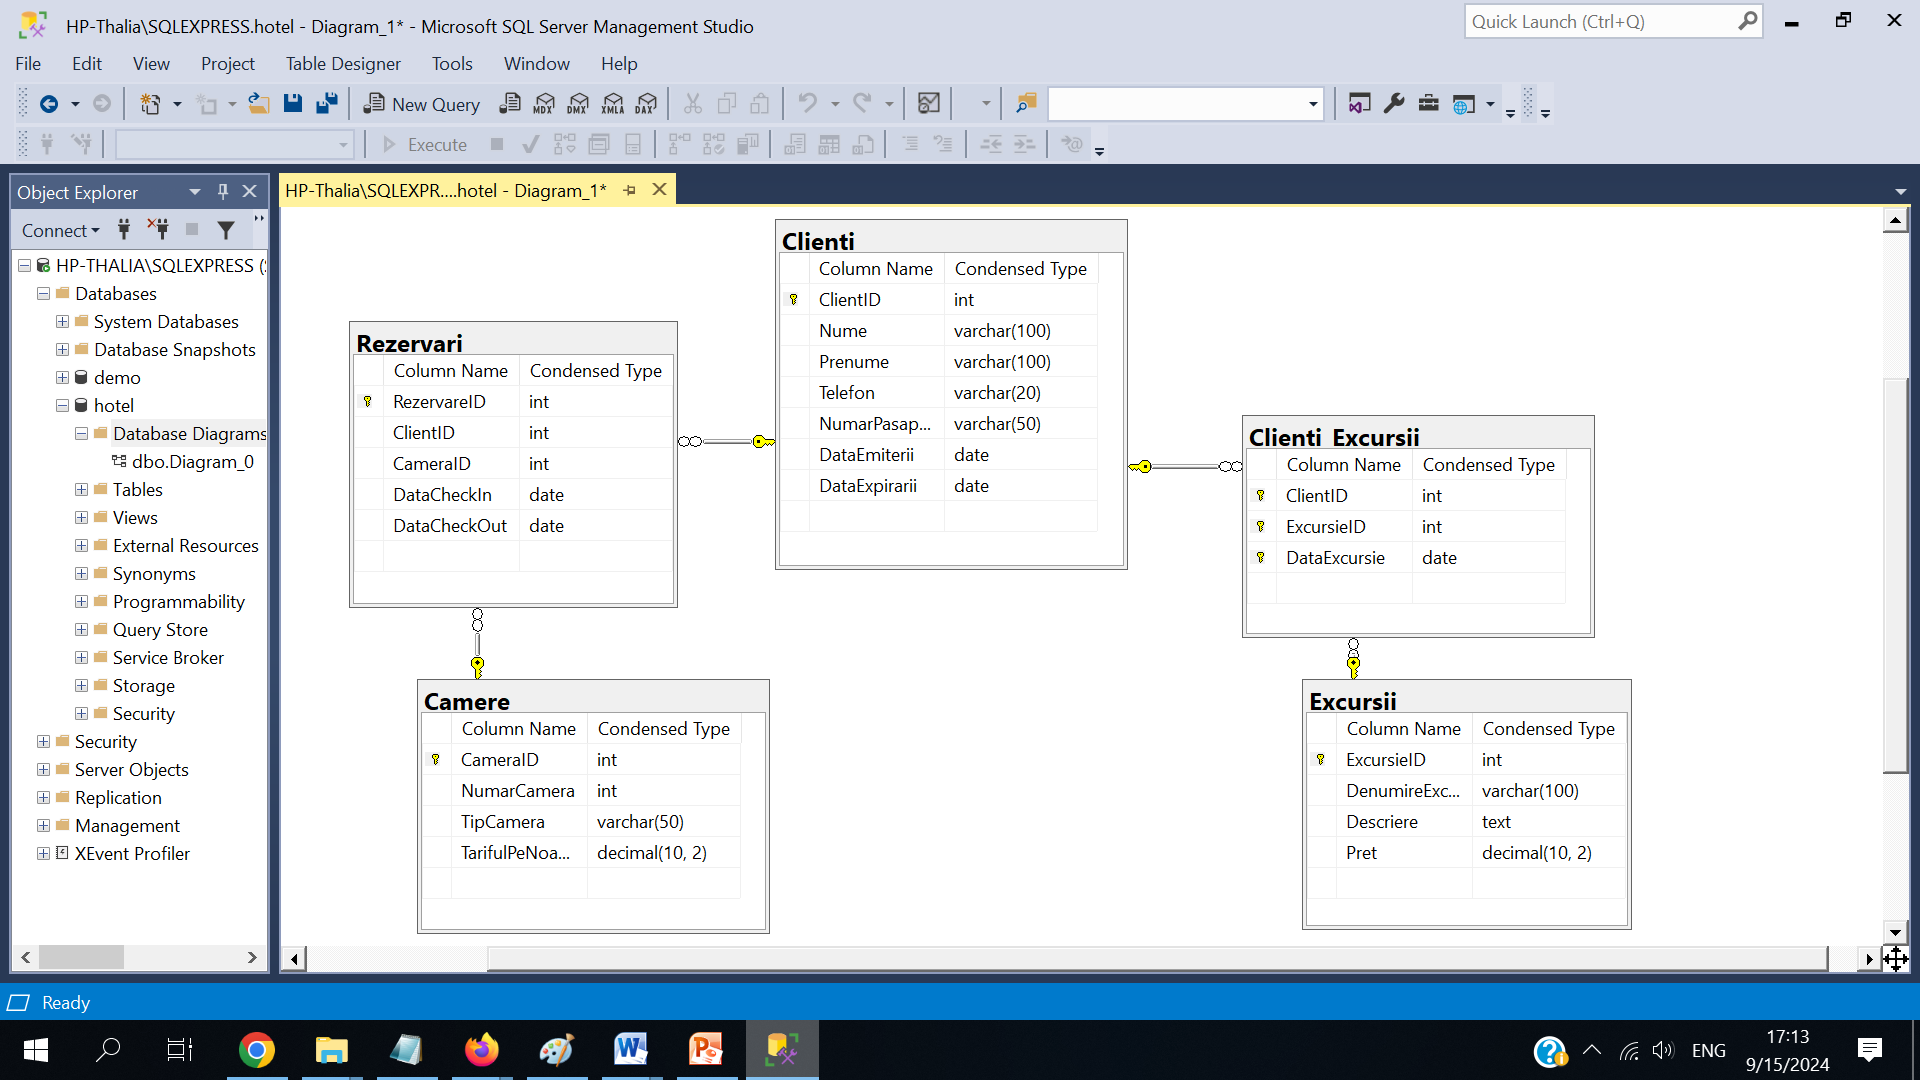 HP-Thalia\SQLEXPRESS.hotel - Diagram_1* - Microsoft SQL Server Management Studio
Quick Launch (Ctrl+Q)
File Edit View Project Table Designer Tools Window Help
New Query MDX DMX XMLA DAX
Execute
Object Explorer
HP-Thalia\SQLEXPR....hotel - Diagram_1*
Connect
HP-THALIA\SQLEXPRESS (
Databases
System Databases
Database Snapshots
demo
hotel
Database Diagrams
dbo.Diagram_0
Tables
Views
External Resources
Synonyms
Programmability
Query Store
Service Broker
Storage
Security
Security
Server Objects
Replication
Management
XEvent Profiler
Clienti
Column Name Condensed Type
ClientID int
Nume varchar(100)
Prenume varchar(100)
Telefon varchar(20)
NumarPasap... varchar(50)
DataEmiterii date
DataExpirarii date
Rezervari
Column Name Condensed Type
RezervareID int
ClientID int
CameraID int
DataCheckIn date
DataCheckOut date
Clienti_Excursii
Column Name Condensed Type
ClientID int
ExcursieID int
DataExcursie date
Camere
Column Name Condensed Type
CameraID int
NumarCamera int
TipCamera varchar(50)
TarifulPeNoa... decimal(10, 2)
Excursii
Column Name Condensed Type
ExcursieID int
DenumireExc... varchar(100)
Descriere text
Pret decimal(10, 2)
Ready
ENG
17:13
9/15/2024